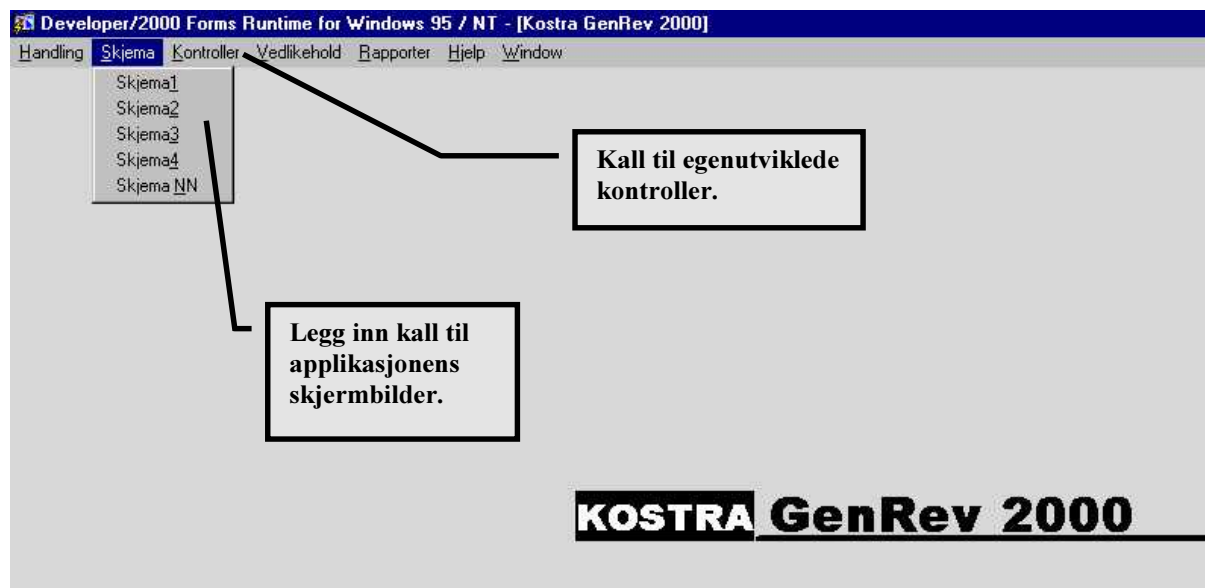 Developer/2000 Forms Runtime for Windows 95 / NT - [Kostra GenRev 2000]
Handling Skjema Kontroller Vedlikehold Rapporter Hjelp Window
Skjema1
Skjema2
Skjema3
Skjema4
Skjema NN
Kall til egenutviklede
kontroller.
Legg inn kall til
applikasjonens
skjermbilder.
KOSTRA GenRev 2000